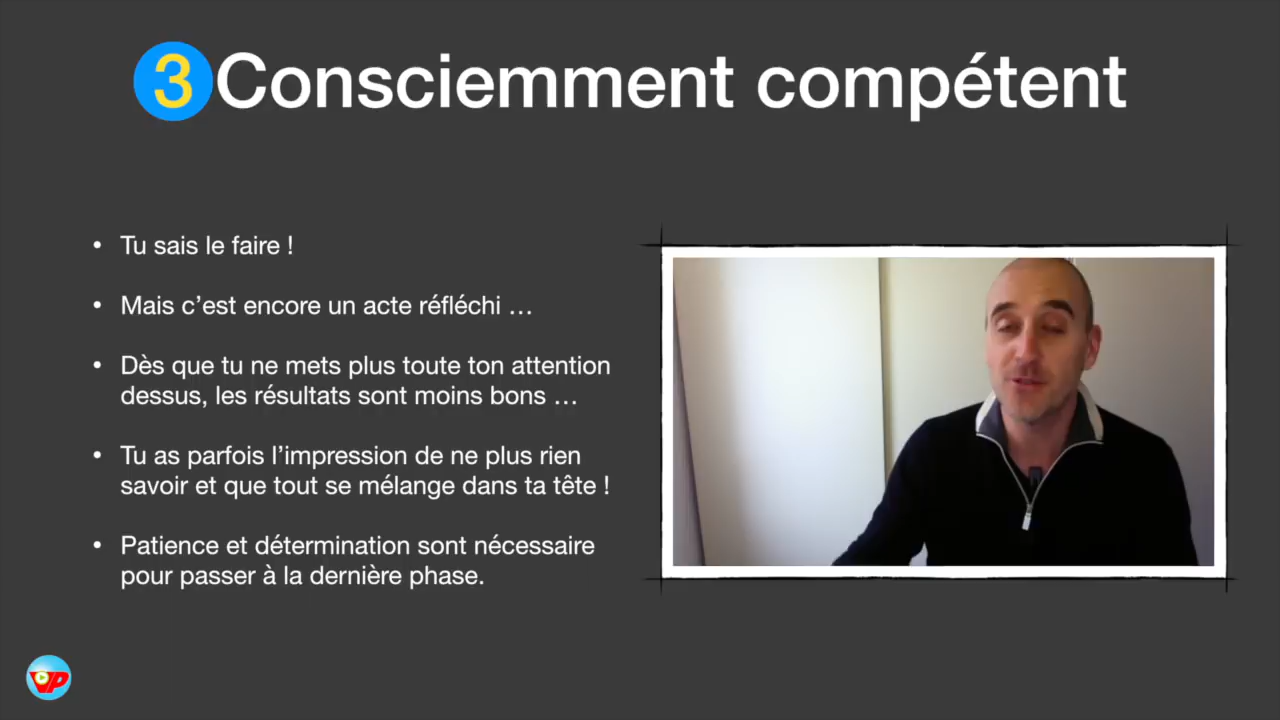 3 Consciemment compétent
• Tu sais le faire !
• Mais c’est encore un acte réfléchi …
• Dès que tu ne mets plus toute ton attention
dessus, les résultats sont moins bons …
• Tu as parfois l’impression de ne plus rien
savoir et que tout se mélange dans ta tête !
• Patience et détermination sont nécessaire
pour passer à la dernière phase.
VP